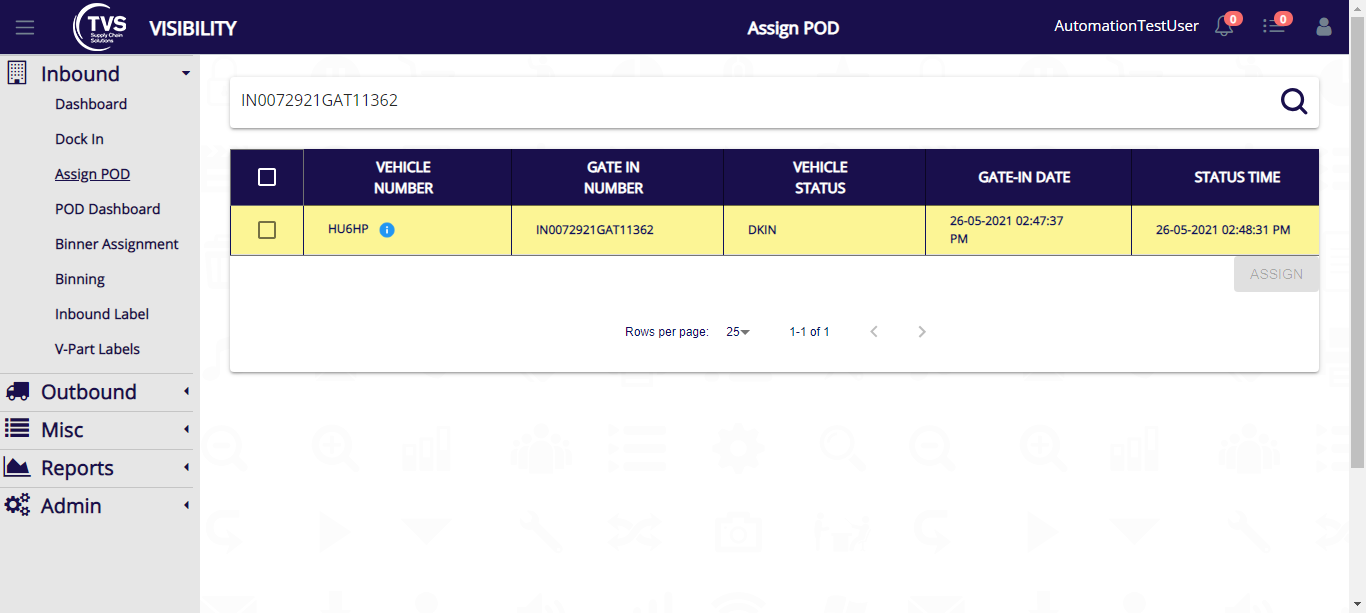 TVS
Supply Chain
Solutions
VISIBILITY
Assign POD
AutomationTestUser
0
0
Inbound
Dashboard
Dock In
Assign POD
POD Dashboard
Binner Assignment
Binning
Inbound Label
V-Part Labels
Outbound
Misc
Reports
Admin
IN0072921GAT11362
VEHICLE
NUMBER
GATE IN
NUMBER
VEHICLE
STATUS
GATE-IN DATE
STATUS TIME
HU6HP
IN0072921GAT11362
DKIN
26-05-2021 02:47:37
PM
26-05-2021 02:48:31 PM
ASSIGN
Rows per page: 25 1-1 of 1